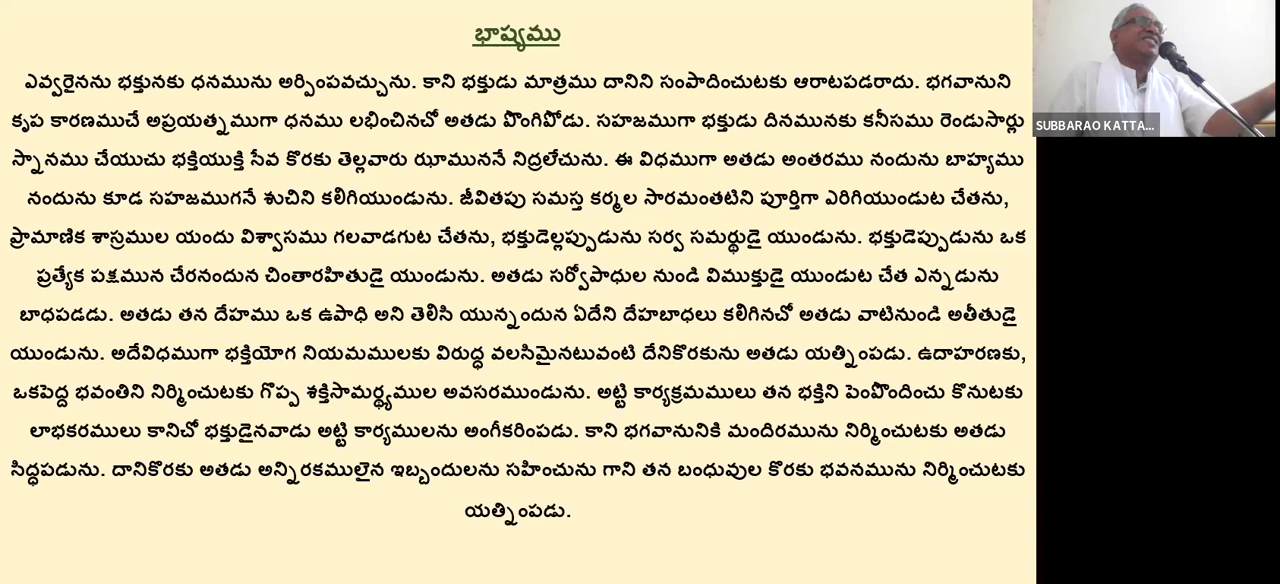 భాష్యము
ఎవ్వరైనను భక్తునకు ధనమును అర్పింపవచ్చును. కాని భక్తుడు మాత్రము దానిని సంపాదించుటకు ఆరాటపడరాదు. భగవానుని
కృప కారణముచే అప్రయత్నముగా ధనము లభించినచో అతడు పొంగిపోడు. సహజముగా భక్తుడు దినమునకు కనీసము రెండుసార్లు
స్నానము చేయుచు భక్తియుక్తి సేవ కొరకు తెల్లవారు ఝాముననే నిద్రలేచును. ఈ విధముగా అతడు అంతరము నందును బాహ్యము
నందును కూడ సహజముగనే శుచిని కలిగియుండును. జీవితపు సమస్త కర్మల సారమంతటిని పూర్తిగా ఎరిగియుండుట చేతను,
ప్రామాణిక శాస్రముల యందు విశ్వాసము గలవాడగుట చేతను, భక్తుడెల్లప్పుడును సర్వ సమర్థుడై యుండును. భక్తుడెప్పుడును ఒక
ప్రత్యేక పక్షమున చేరనందున చింతారహితుడై యుండును. అతడు సర్వోపాధుల నుండి విముక్తుడై యుండుట చేత ఎన్నడును
బాధపడడు. అతడు తన దేహము ఒక ఉపాధి అని తెలిసి యున్నందున ఏదేని దేహబాధలు కలిగినచో అతడు వాటినుండి అతీతుడై
యుండును. అదేవిధముగా భక్తియోగ నియమములకు విరుద్ధ వలసిమైనటువంటి దేనికొరకును అతడు యత్నింపడు. ఉదాహరణకు,
ఒకపెద్ద భవంతిని నిర్మించుటకు గొప్ప శక్తిసామర్థ్యముల అవసరముండును. అట్టి కార్యక్రమములు తన భక్తిని పెంపొందించు కొనుటకు
లాభకరములు కానిచో భక్తుడైనవాడు అట్టి కార్యములను అంగీకరింపడు. కాని భగవానునికి మందిరమును నిర్మించుటకు అతడు
సిద్ధపడును. దానికొరకు అతడు అన్నిరకములైన ఇబ్బందులను సహించును గాని తన బంధువుల కొరకు భవనమును నిర్మించుటకు
యత్నింపడు.
SUBBARAO KATTA...